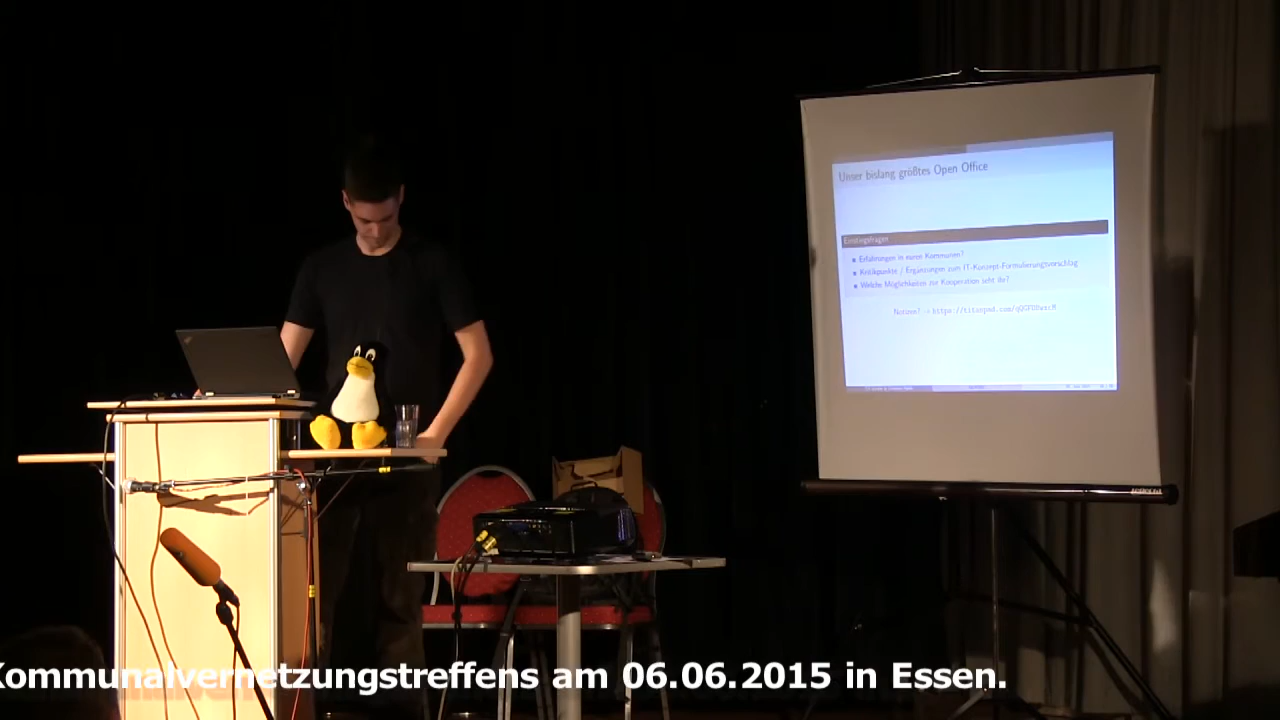 Unser bislang größtes Open Office
Einstiegsfragen
Erfahrungen in euren Kommunen?
Kritikpunkte / Ergänzungen zum IT-Konzept-Formulierungsvorschlag
Welche Möglichkeiten zur Kooperation seht ihr?
Notizen?
Kommunalvernetzungstreffens am 06.06.2015 in Essen.